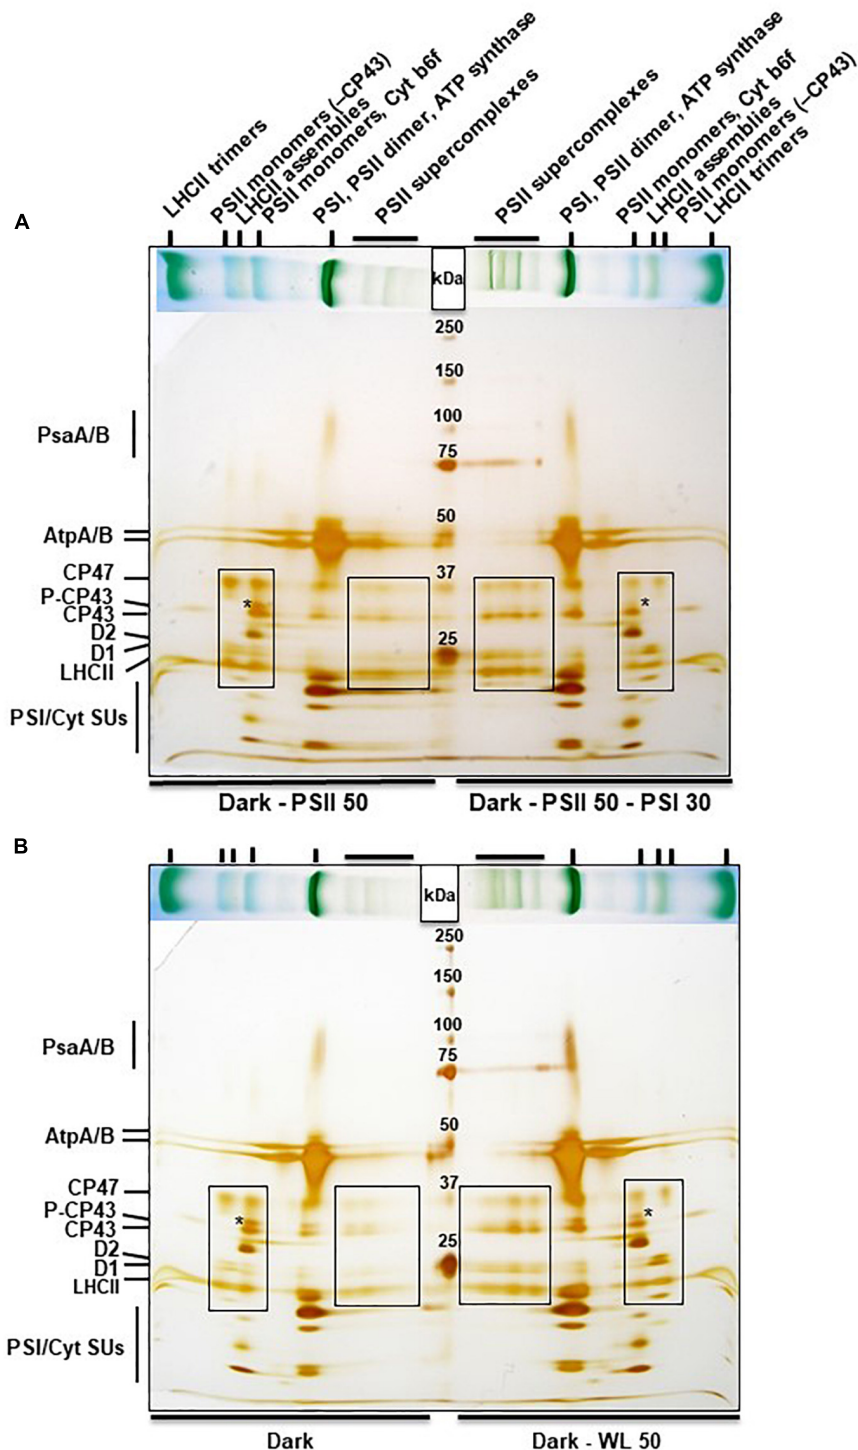 LHCII trimers
PSII monomers (–CP43)
LHCII assemblies
PSII monomers, Cyt b6f
PSI, PSII dimer, ATP synthase
PSII supercomplexes
PSII supercomplexes
PSI, PSII dimer, ATP synthase
PSII monomers, Cyt b6f
LHCII assemblies
PSII monomers (–CP43)
LHCII trimers
A
kDa
250
150
100
75
50
37
25
PsaA/B
AtpA/B
CP47
P-CP43
*
*
CP43
D2
D1
LHCII
PSI/Cyt SUs
Dark - PSII 50
Dark - PSII 50 - PSI 30
B
kDa
250
150
100
75
50
37
25
PsaA/B
AtpA/B
CP47
P-CP43
*
*
CP43
D2
D1
LHCII
PSI/Cyt SUs
Dark
Dark - WL 50